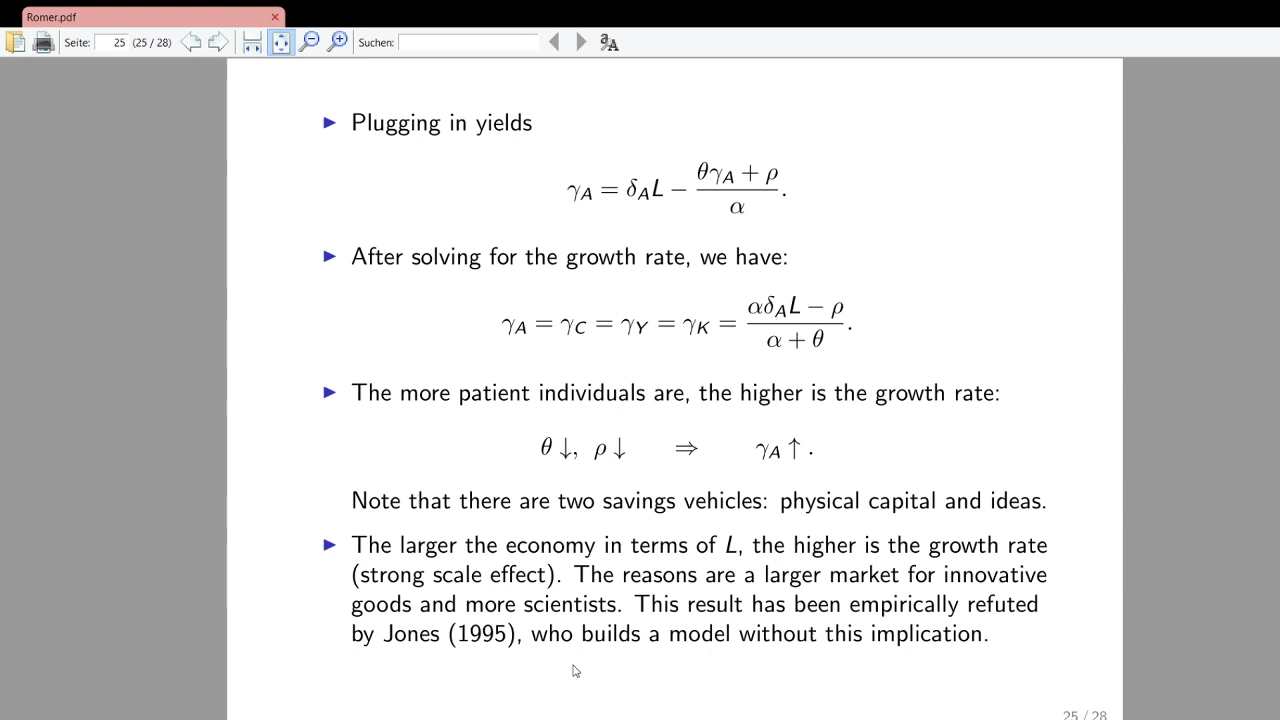 Romer.pdf
Seite: 25 (25 / 28) Suchen:
Plugging in yields
γ_A = δ_A L − (θγ_A + ρ)/α.
After solving for the growth rate, we have:
γ_A = γ_C = γ_Y = γ_K = (αδ_A L − ρ)/(α + θ).
The more patient individuals are, the higher is the growth rate:
θ ↓, ρ ↓ ⇒ γ_A ↑ .
Note that there are two savings vehicles: physical capital and ideas.
The larger the economy in terms of L, the higher is the growth rate
(strong scale effect). The reasons are a larger market for innovative
goods and more scientists. This result has been empirically refuted
by Jones (1995), who builds a model without this implication.
25 / 28